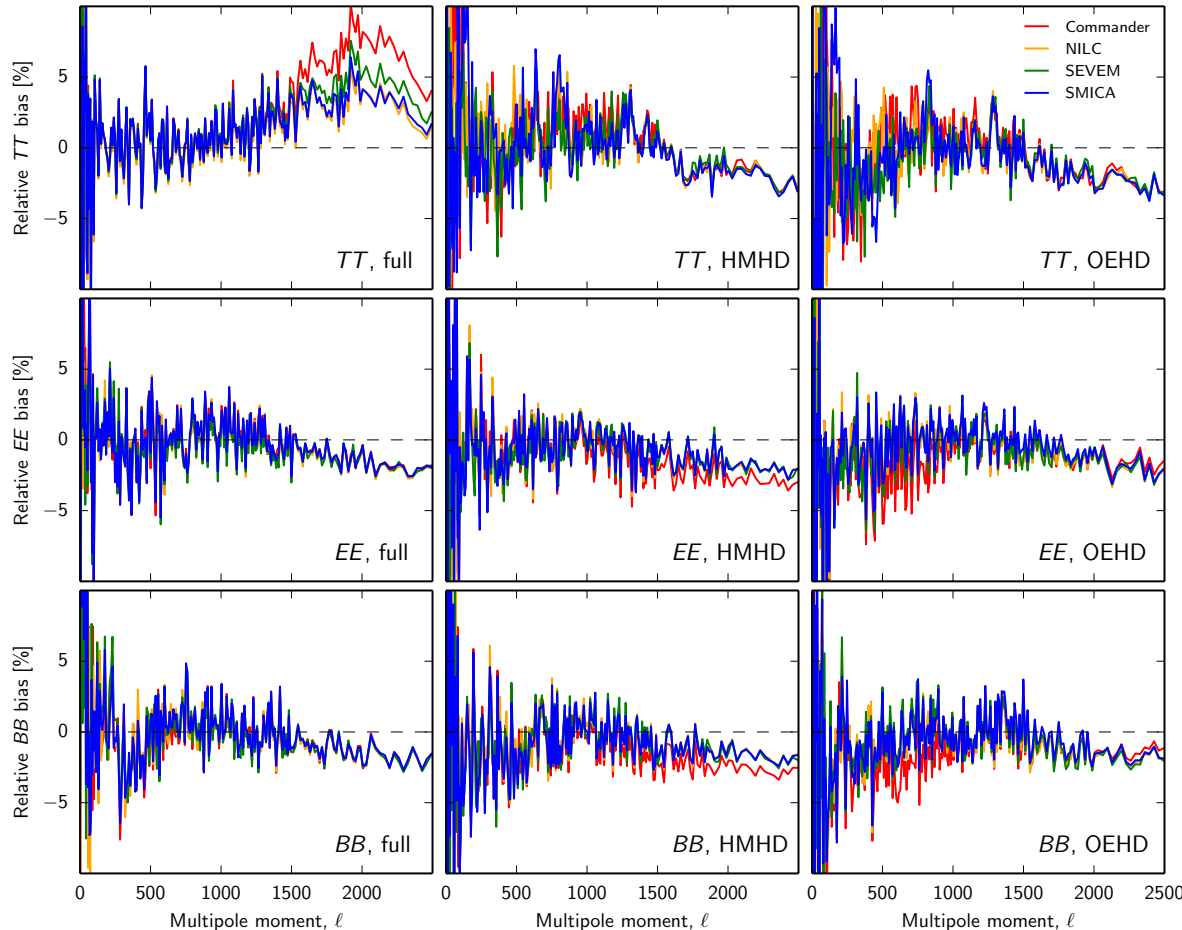 Relative TT bias [%]
5
0
−5
TT, full
TT, HMHD
Commander
NILC
SEVEM
SMICA
TT, OEHD
Relative EE bias [%]
5
0
−5
EE, full
EE, HMHD
EE, OEHD
Relative BB bias [%]
5
0
−5
BB, full
BB, HMHD
BB, OEHD
0 500 1000 1500 2000
0 500 1000 1500 2000
0 500 1000 1500 2000 2500
Multipole moment, ℓ
Multipole moment, ℓ
Multipole moment, ℓ